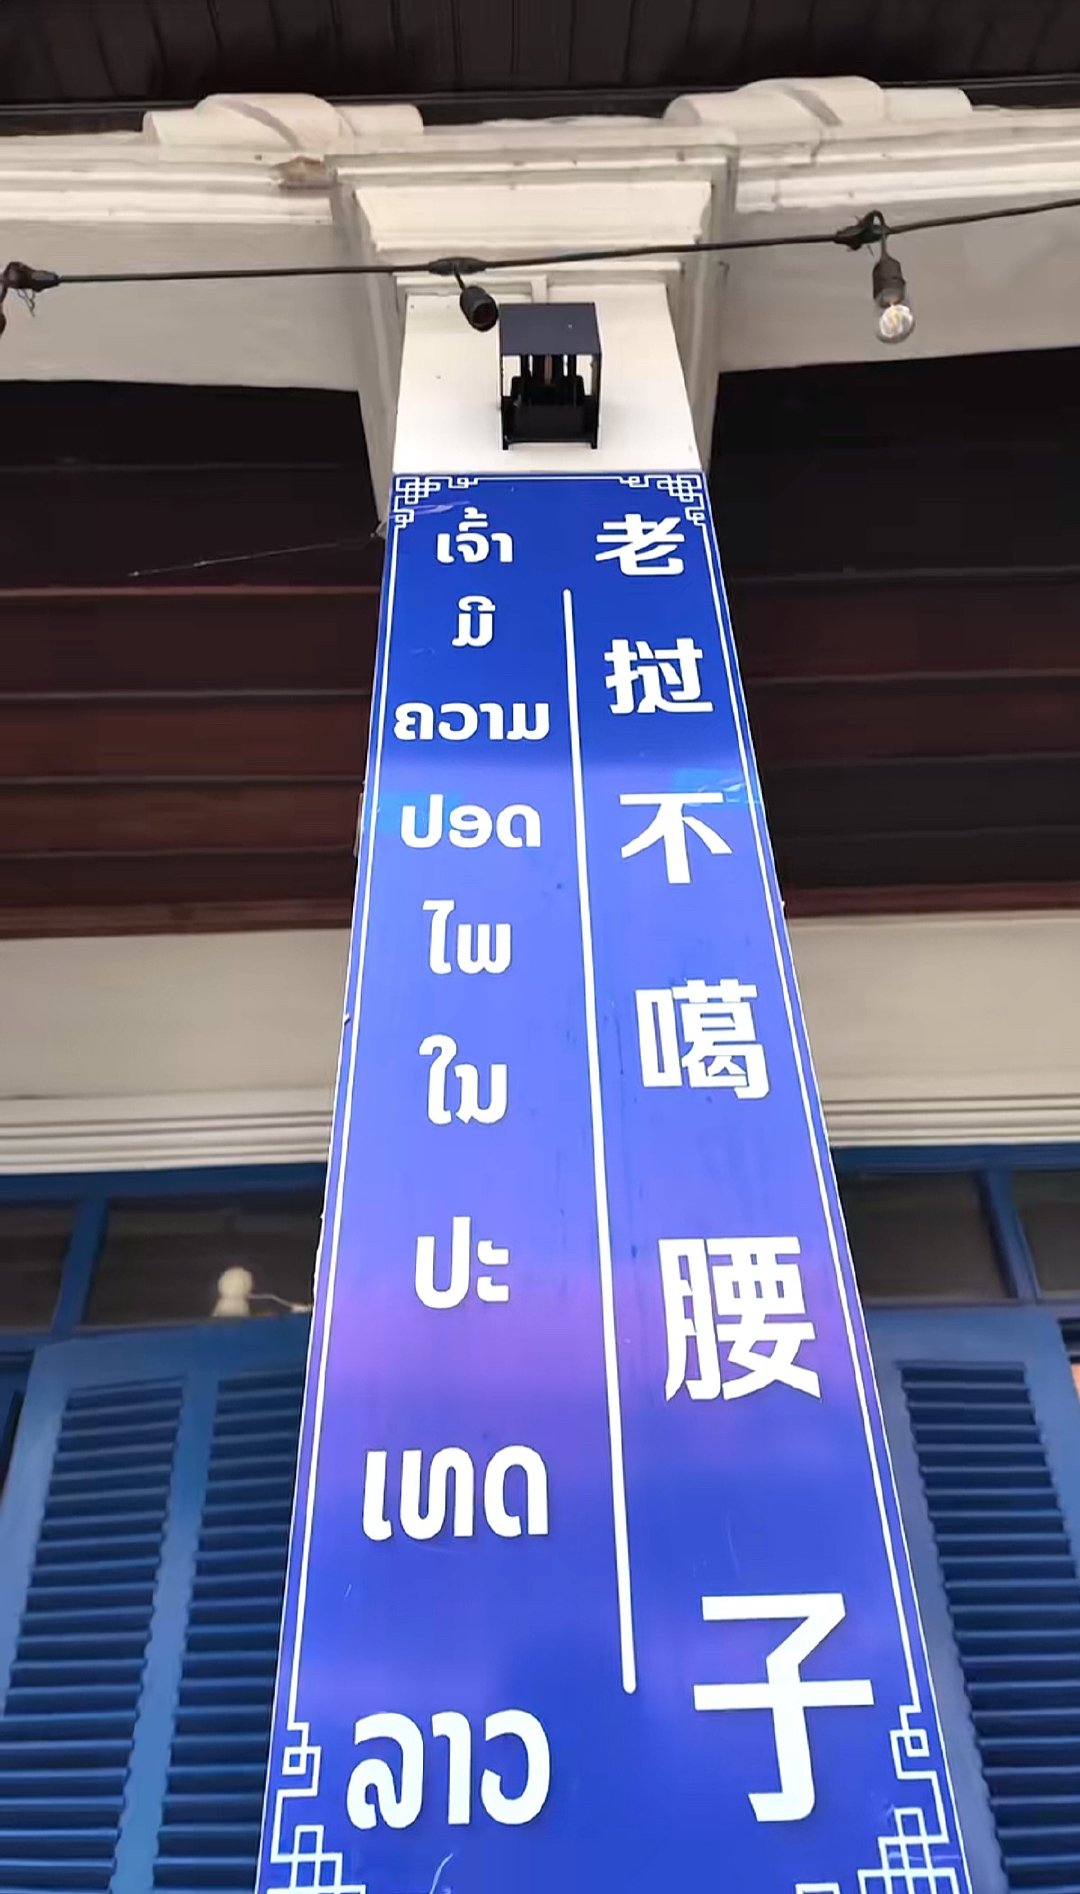 ເຈົ້າ
ມີ
ຄວາມ
ປອດ
ໄພ
ໃນ
ປະ
ເທດ
ລາວ
老挝不噶腰子